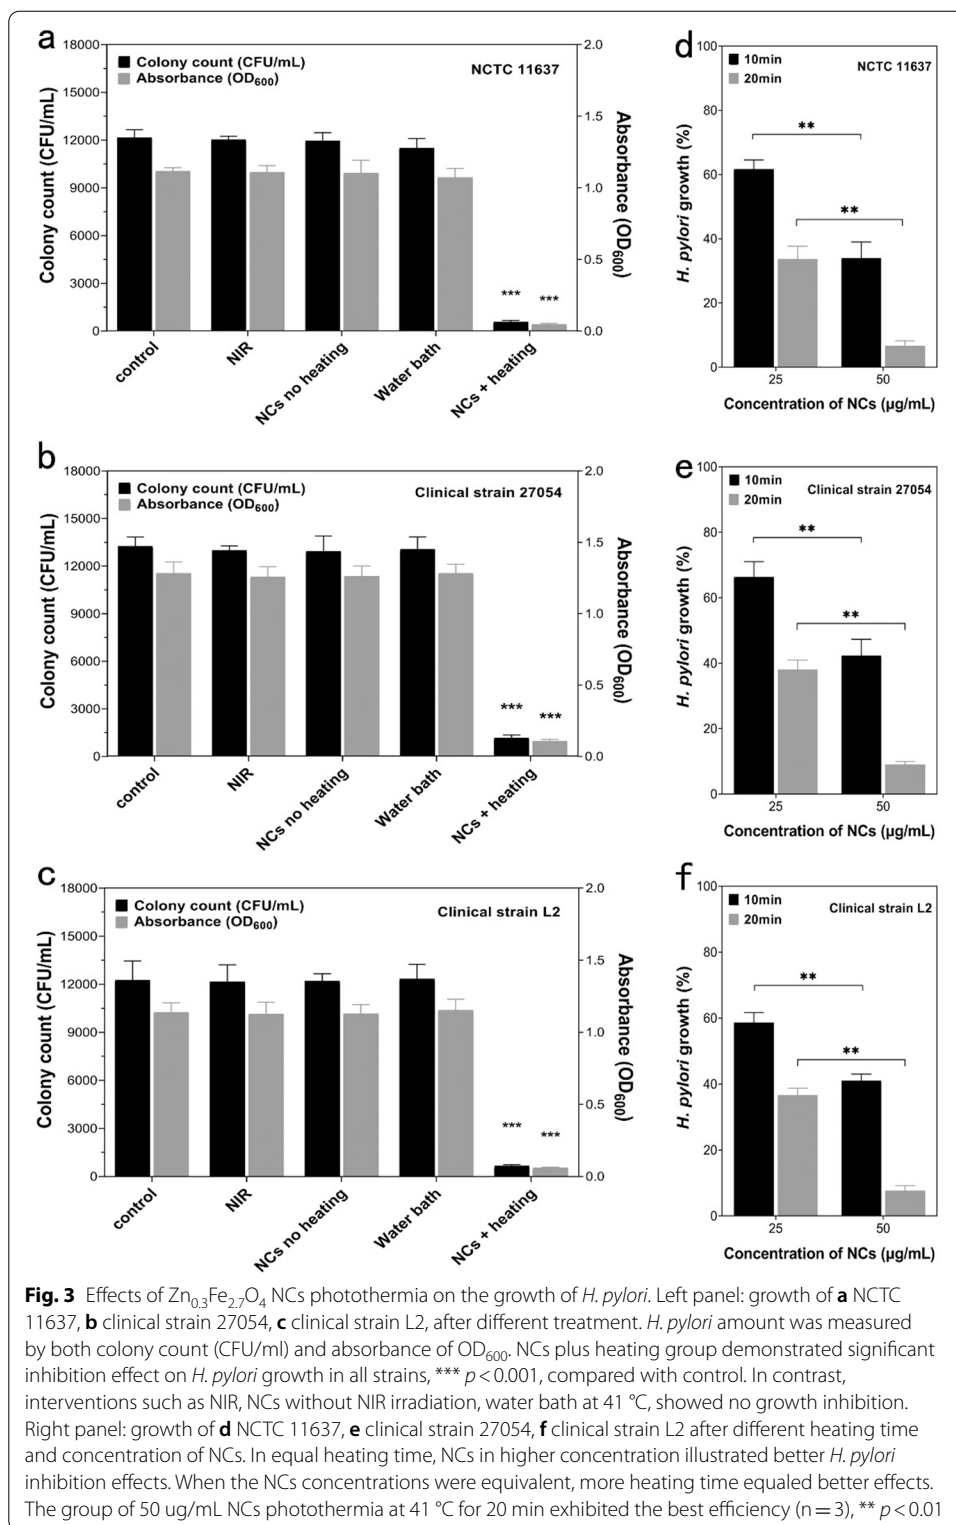 a
18000
15000
12000
9000
6000
3000
0
Colony count (CFU/mL)
Colony count (CFU/mL)
Absorbance (OD600)
NCTC 11637
2.0
1.5
1.0
0.5
0.0
Absorbance (OD600)
*** ***
control
NIR
NCs no heating
Water bath
NCs + heating
d
100
80
60
40
20
0
H. pylori growth (%)
10min
20min
NCTC 11637
**
**
25 50
Concentration of NCs (µg/mL)
b
18000
15000
12000
9000
6000
3000
0
Colony count (CFU/mL)
Colony count (CFU/mL)
Absorbance (OD600)
Clinical strain 27054
2.0
1.5
1.0
0.5
0.0
Absorbance (OD600)
*** ***
control
NIR
NCs no heating
Water bath
NCs + heating
e
100
80
60
40
20
0
H. pylori growth (%)
10min
20min
Clinical strain 27054
**
**
25 50
Concentration of NCs (µg/mL)
c
18000
15000
12000
9000
6000
3000
0
Colony count (CFU/mL)
Colony count (CFU/mL)
Absorbance (OD600)
Clinical strain L2
2.0
1.5
1.0
0.5
0.0
Absorbance (OD600)
*** ***
control
NIR
NCs no heating
Water bath
NCs + heating
f
100
80
60
40
20
0
H. pylori growth (%)
10min
20min
Clinical strain L2
**
**
25 50
Concentration of NCs (µg/mL)
Fig. 3 Effects of Zn0.3Fe2.7O4 NCs photothermia on the growth of H. pylori. Left panel: growth of a NCTC
11637, b clinical strain 27054, c clinical strain L2, after different treatment. H. pylori amount was measured
by both colony count (CFU/ml) and absorbance of OD600. NCs plus heating group demonstrated significant
inhibition effect on H. pylori growth in all strains, *** p < 0.001, compared with control. In contrast,
interventions such as NIR, NCs without NIR irradiation, water bath at 41 °C, showed no growth inhibition.
Right panel: growth of d NCTC 11637, e clinical strain 27054, f clinical strain L2 after different heating time
and concentration of NCs. In equal heating time, NCs in higher concentration illustrated better H. pylori
inhibition effects. When the NCs concentrations were equivalent, more heating time equaled better effects.
The group of 50 ug/mL NCs photothermia at 41 °C for 20 min exhibited the best efficiency (n = 3), ** p < 0.01